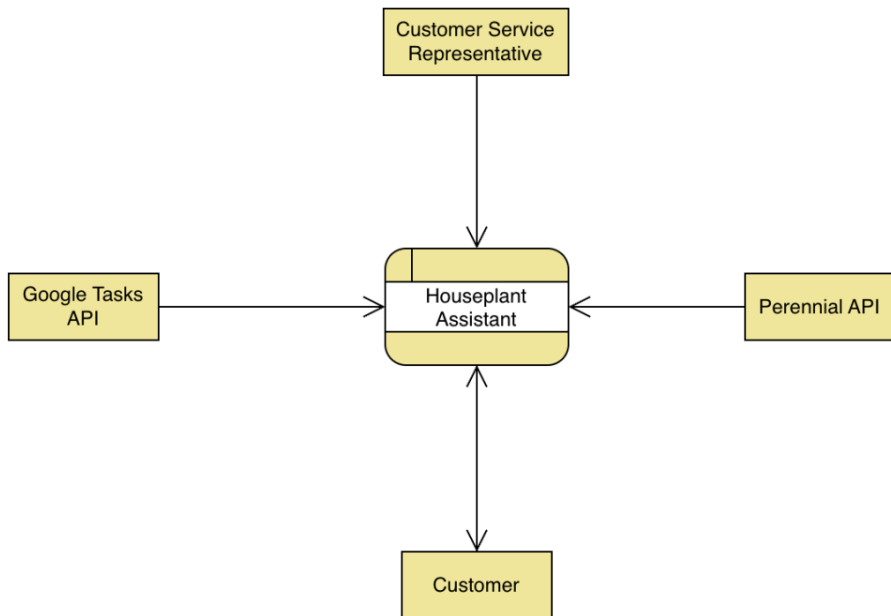 Customer Service
Representative
Google Tasks
API
Houseplant
Assistant
Perennial API
Customer